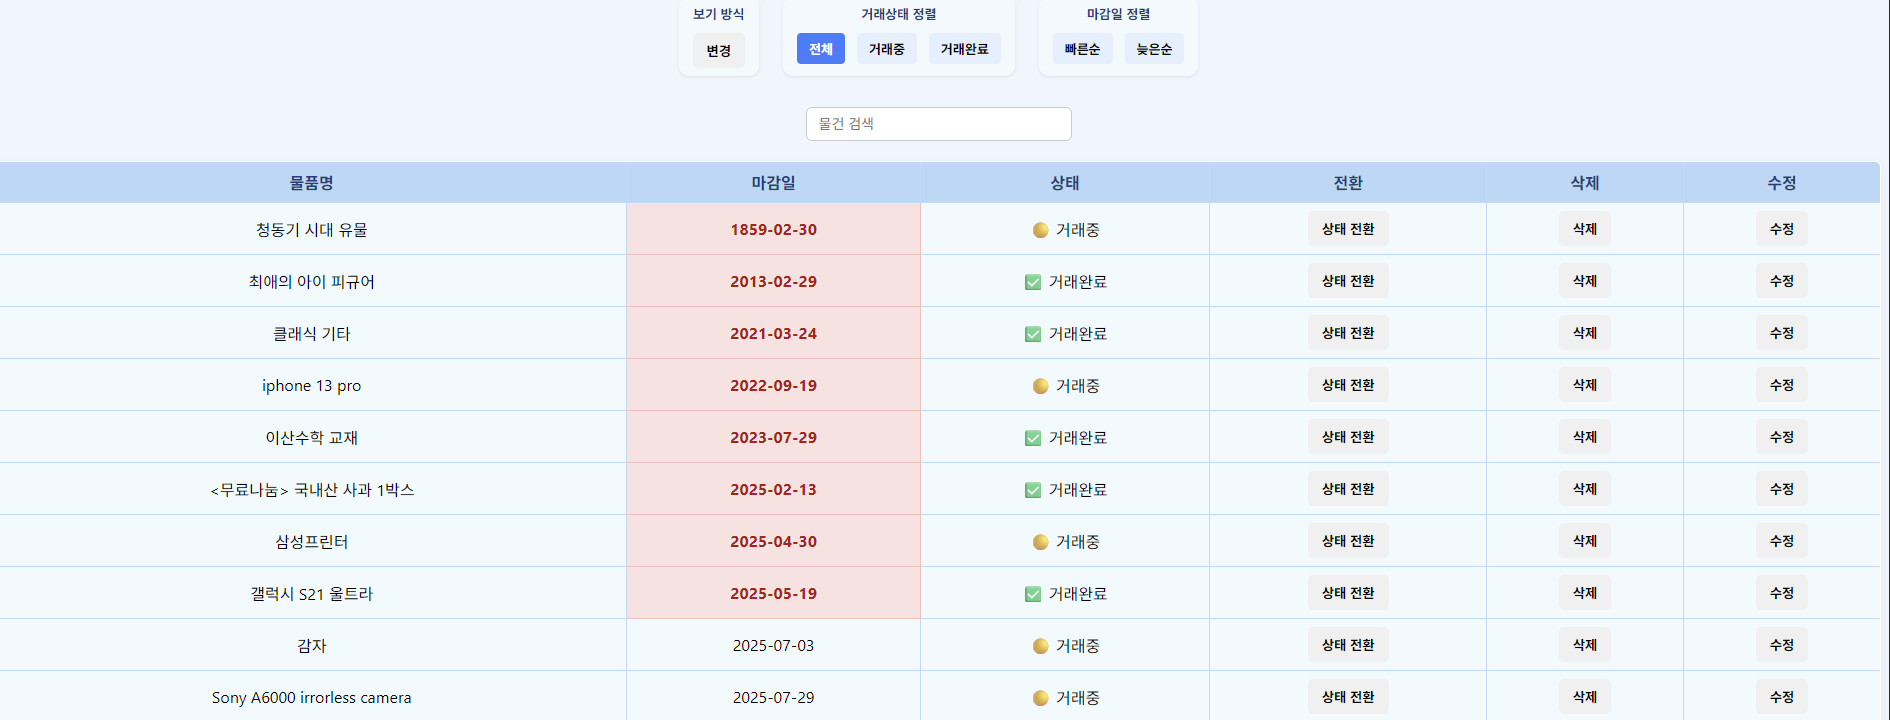 보기 방식
변경
거래상태 정렬
전체 거래중 거래완료
마감일 정렬
빠른순 늦은순
물건 검색
물품명 마감일 상태 전환 삭제 수정
청동기 시대 유물 1859-02-30 거래중 상태 전환 삭제 수정
최애의 아이 피규어 2013-02-29 거래완료 상태 전환 삭제 수정
클래식 기타 2021-03-24 거래완료 상태 전환 삭제 수정
iphone 13 pro 2022-09-19 거래중 상태 전환 삭제 수정
이산수학 교재 2023-07-29 거래완료 상태 전환 삭제 수정
<무료나눔> 국내산 사과 1박스 2025-02-13 거래완료 상태 전환 삭제 수정
삼성프린터 2025-04-30 거래중 상태 전환 삭제 수정
갤럭시 S21 울트라 2025-05-19 거래완료 상태 전환 삭제 수정
감자 2025-07-03 거래중 상태 전환 삭제 수정
Sony A6000 irrorless camera 2025-07-29 거래중 상태 전환 삭제 수정